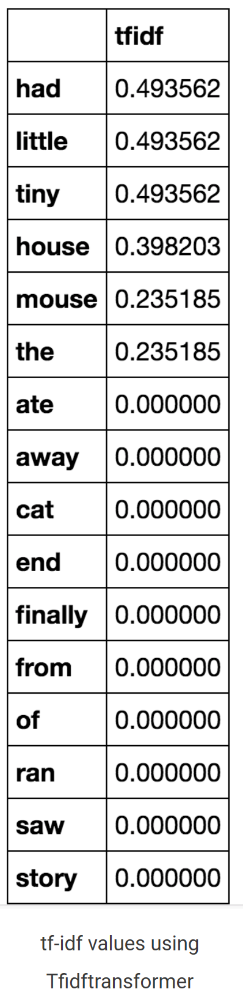 tfidf
had 0.493562
little 0.493562
tiny 0.493562
house 0.398203
mouse 0.235185
the 0.235185
ate 0.000000
away 0.000000
cat 0.000000
end 0.000000
finally 0.000000
from 0.000000
of 0.000000
ran 0.000000
saw 0.000000
story 0.000000
tf-idf values using
Tfidftransformer